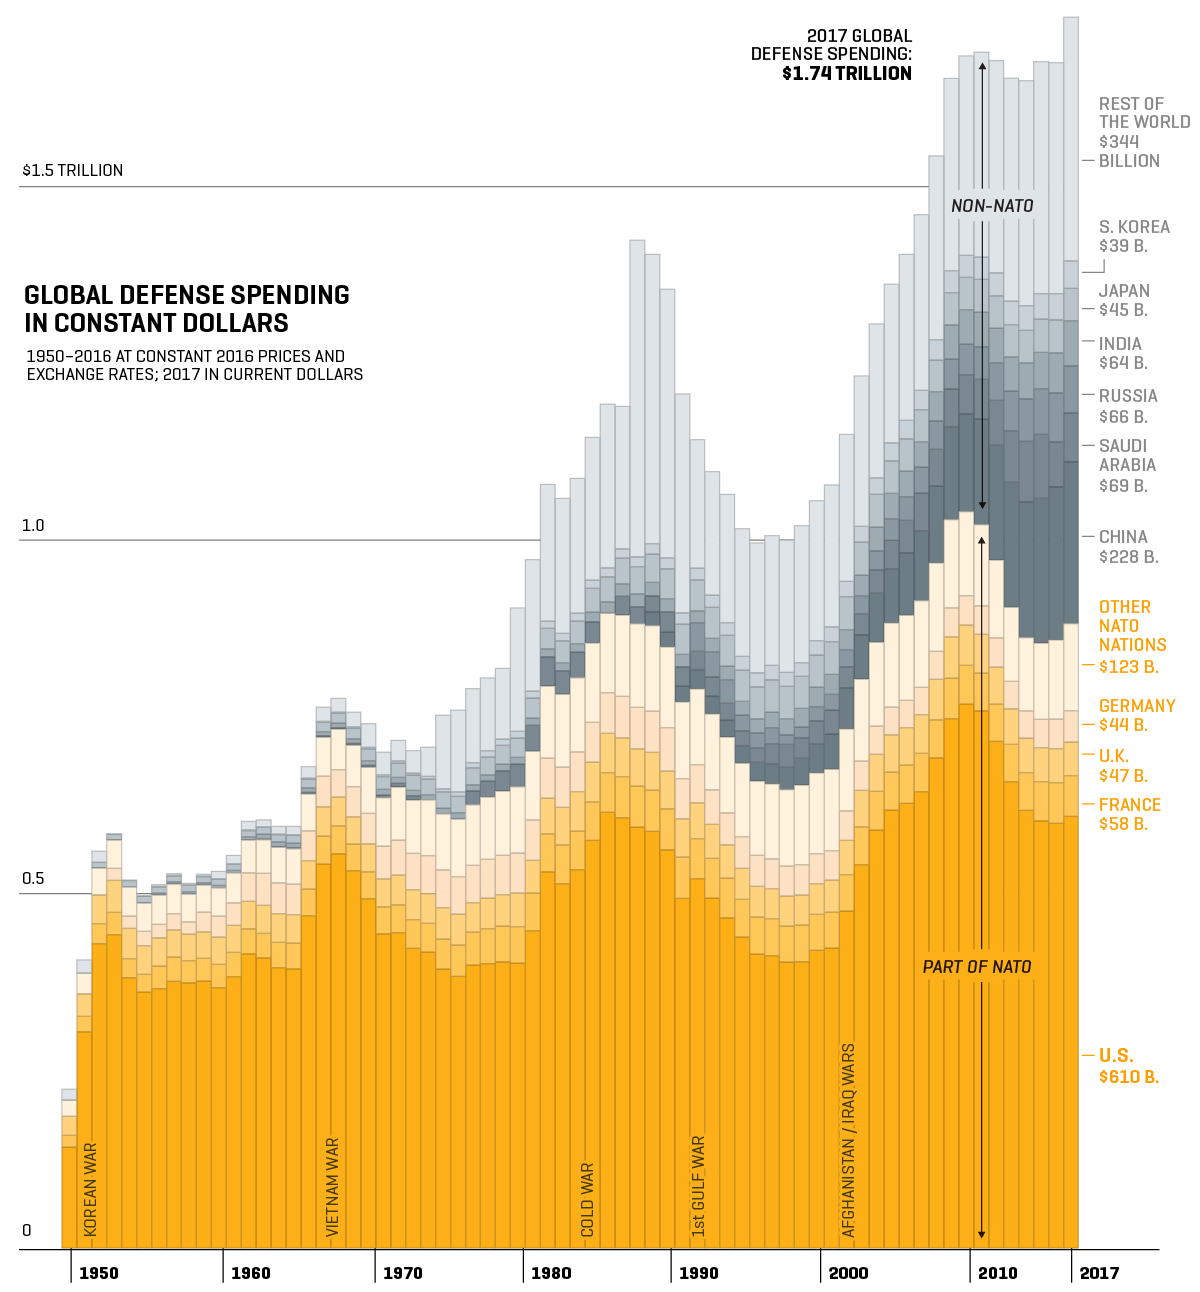 2017 GLOBAL
DEFENSE SPENDING:
$1.74 TRILLION
$1.5 TRILLION
GLOBAL DEFENSE SPENDING
IN CONSTANT DOLLARS
1950–2016 AT CONSTANT 2016 PRICES AND
EXCHANGE RATES; 2017 IN CURRENT DOLLARS
1.0
0.5
0
NON-NATO
PART OF NATO
REST OF
THE WORLD
$344
BILLION
S. KOREA
$39 B.
JAPAN
$45 B.
INDIA
$64 B.
RUSSIA
$66 B.
SAUDI
ARABIA
$69 B.
CHINA
$228 B.
OTHER
NATO
NATIONS
$123 B.
GERMANY
$44 B.
U.K.
$47 B.
FRANCE
$58 B.
U.S.
$610 B.
KOREAN WAR
VIETNAM WAR
COLD WAR
1st GULF WAR
AFGHANISTAN / IRAQ WARS
1950
1960
1970
1980
1990
2000
2010
2017